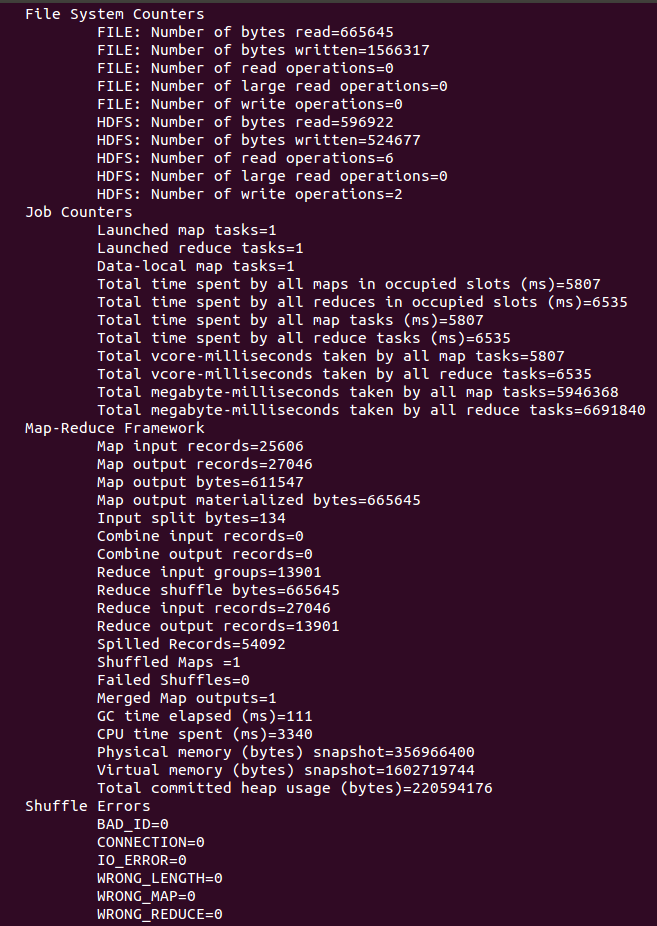 File System Counters
FILE: Number of bytes read=665645
FILE: Number of bytes written=1566317
FILE: Number of read operations=0
FILE: Number of large read operations=0
FILE: Number of write operations=0
HDFS: Number of bytes read=596922
HDFS: Number of bytes written=524677
HDFS: Number of read operations=6
HDFS: Number of large read operations=0
HDFS: Number of write operations=2
Job Counters
Launched map tasks=1
Launched reduce tasks=1
Data-local map tasks=1
Total time spent by all maps in occupied slots (ms)=5807
Total time spent by all reduces in occupied slots (ms)=6535
Total time spent by all map tasks (ms)=5807
Total time spent by all reduce tasks (ms)=6535
Total vcore-milliseconds taken by all map tasks=5807
Total vcore-milliseconds taken by all reduce tasks=6535
Total megabyte-milliseconds taken by all map tasks=5946368
Total megabyte-milliseconds taken by all reduce tasks=6691840
Map-Reduce Framework
Map input records=25606
Map output records=27046
Map output bytes=611547
Map output materialized bytes=665645
Input split bytes=134
Combine input records=0
Combine output records=0
Reduce input groups=13901
Reduce shuffle bytes=665645
Reduce input records=27046
Reduce output records=13901
Spilled Records=54092
Shuffled Maps =1
Failed Shuffles=0
Merged Map outputs=1
GC time elapsed (ms)=111
CPU time spent (ms)=3340
Physical memory (bytes) snapshot=356966400
Virtual memory (bytes) snapshot=1602719744
Total committed heap usage (bytes)=220594176
Shuffle Errors
BAD_ID=0
CONNECTION=0
IO_ERROR=0
WRONG_LENGTH=0
WRONG_MAP=0
WRONG_REDUCE=0